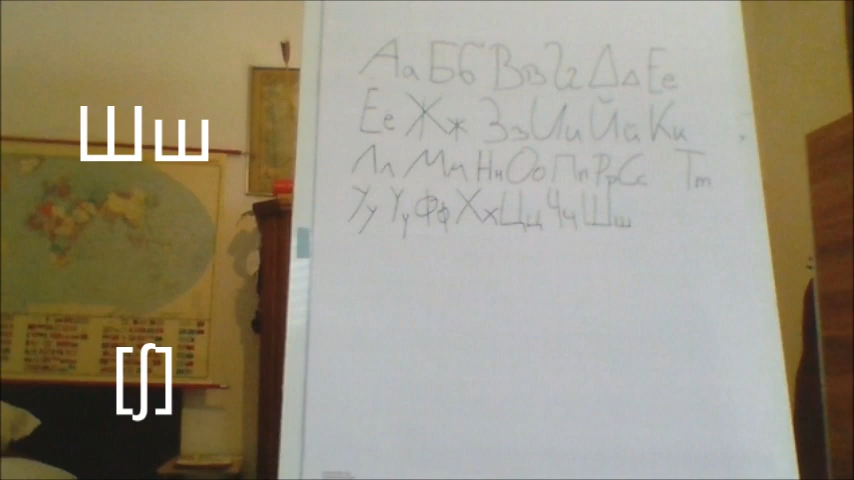 Шш
[ʃ]
Аа Бб Вв Гг Дд Ее
Ее Жж Зз Ии Йй Кк
Лл Мм Нн Оо Пп Рр Сс Тт
Уу Үү Фф Хх Цц Чч Шш